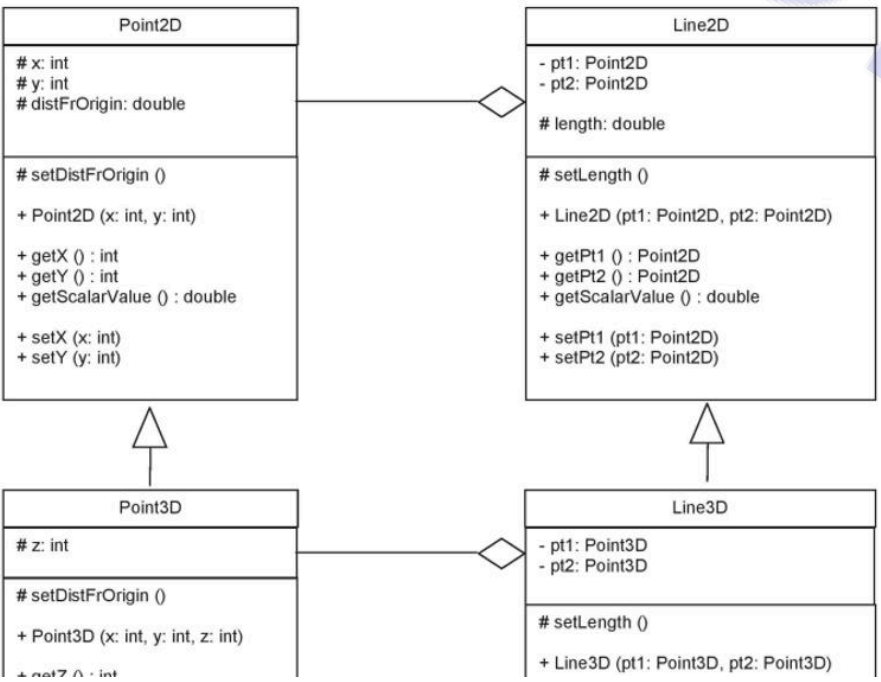 Point2D
# x: int
# y: int
# distFrOrigin: double
# setDistFrOrigin ()
+ Point2D (x: int, y: int)
+ getX () : int
+ getY () : int
+ getScalarValue () : double
+ setX (x: int)
+ setY (y: int)
Line2D
- pt1: Point2D
- pt2: Point2D
# length: double
# setLength ()
+ Line2D (pt1: Point2D, pt2: Point2D)
+ getPt1 () : Point2D
+ getPt2 () : Point2D
+ getScalarValue () : double
+ setPt1 (pt1: Point2D)
+ setPt2 (pt2: Point2D)
Point3D
# z: int
# setDistFrOrigin ()
+ Point3D (x: int, y: int, z: int)
+ getZ () : int
Line3D
- pt1: Point3D
- pt2: Point3D
# setLength ()
+ Line3D (pt1: Point3D, pt2: Point3D)